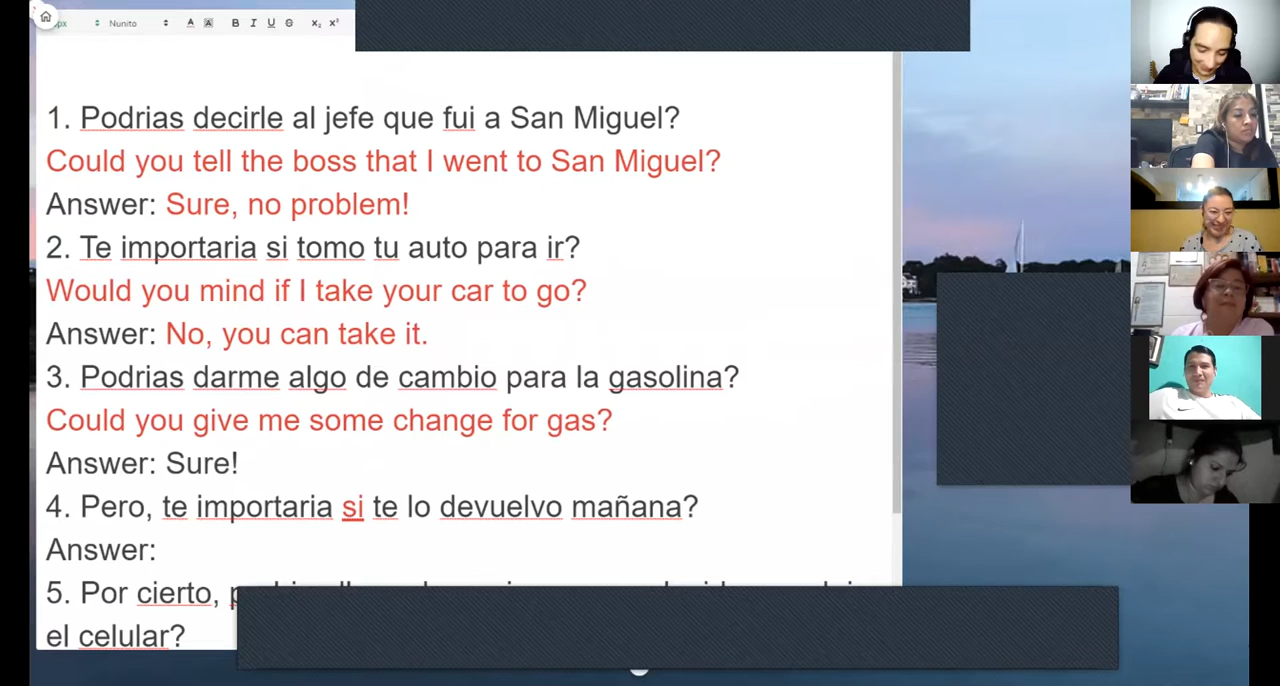 px Nunito A A B I U S X₂ X²
1. Podrias decirle al jefe que fui a San Miguel?
Could you tell the boss that I went to San Miguel?
Answer: Sure, no problem!
2. Te importaria si tomo tu auto para ir?
Would you mind if I take your car to go?
Answer: No, you can take it.
3. Podrias darme algo de cambio para la gasolina?
Could you give me some change for gas?
Answer: Sure!
4. Pero, te importaria si te lo devuelvo mañana?
Answer:
5. Por cierto,
el celular?